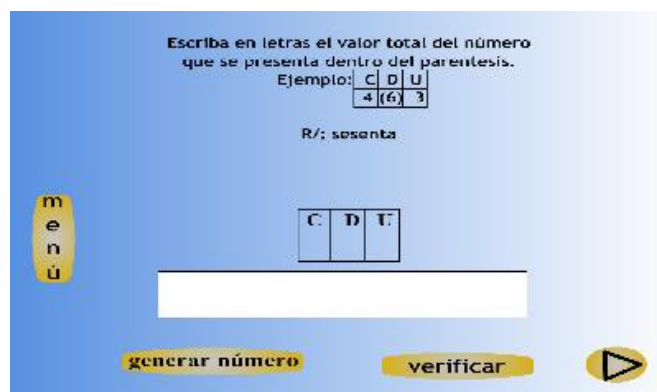 Escriba en letras el valor total del número
que se presenta dentro del parentesis.
Ejemplo: C D U
4 (6) 3
R/; sesenta
m
e
n
ú
C D U
generar número
verificar